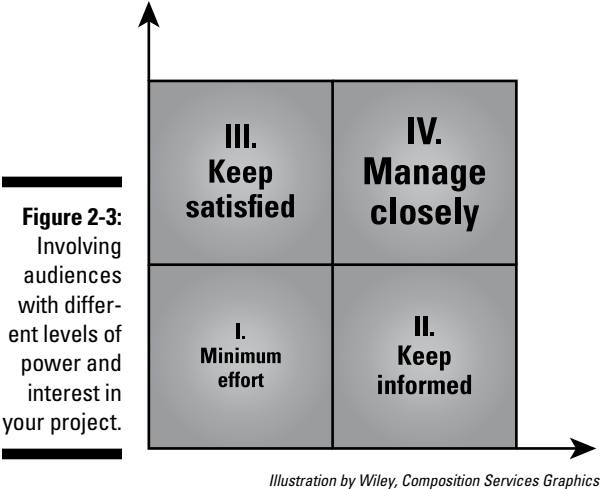 III.
Keep
satisfied
IV.
Manage
closely
Figure 2-3:
Involving
audiences
with differ-
ent levels of
power and
interest in
your project.
I.
Minimum
effort
II.
Keep
informed
Illustration by Wiley, Composition Services Graphics